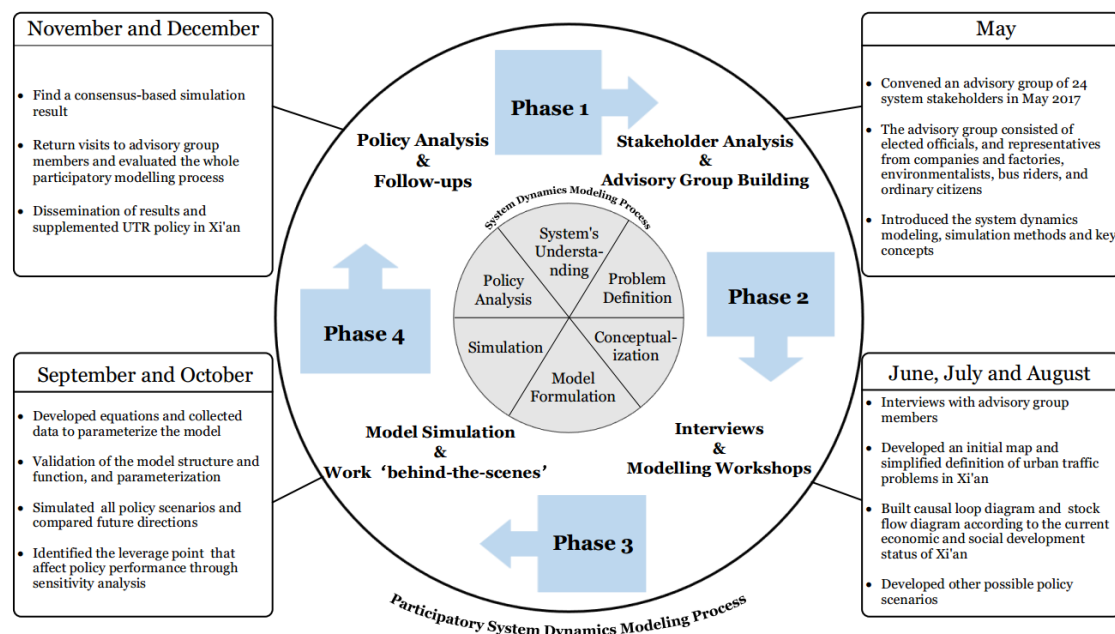 November and December
• Find a consensus-based simulation
result
• Return visits to advisory group
members and evaluated the whole
participatory modelling process
• Dissemination of results and
supplemented UTR policy in Xi'an
May
• Convened an advisory group of 24
system stakeholders in May 2017
• The advisory group consisted of
elected officials, and representatives
from companies and factories,
environmentalists, bus riders, and
ordinary citizens
• Introduced the system dynamics
modeling, simulation methods and key
concepts
Phase 1
Policy Analysis
&
Follow-ups
Stakeholder Analysis
&
Advisory Group Building
System Dynamics Modeling Process
System's
Understa-
nding
Problem
Definition
Conceptual-
ization
Model
Formulation
Simulation
Policy
Analysis
Phase 2
Phase 4
September and October
• Developed equations and collected
data to parameterize the model
• Validation of the model structure and
function, and parameterization
• Simulated all policy scenarios and
compared future directions
• Identified the leverage point that
affect policy performance through
sensitivity analysis
Model Simulation
&
Work ‘behind-the-scenes’
Interviews
&
Modelling Workshops
June, July and August
• Interviews with advisory group
members
• Developed an initial map and
simplified definition of urban traffic
problems in Xi'an
• Built causal loop diagram and stock
flow diagram according to the current
economic and social development
status of Xi'an
• Developed other possible policy
scenarios
Phase 3
Participatory System Dynamics Modeling Process